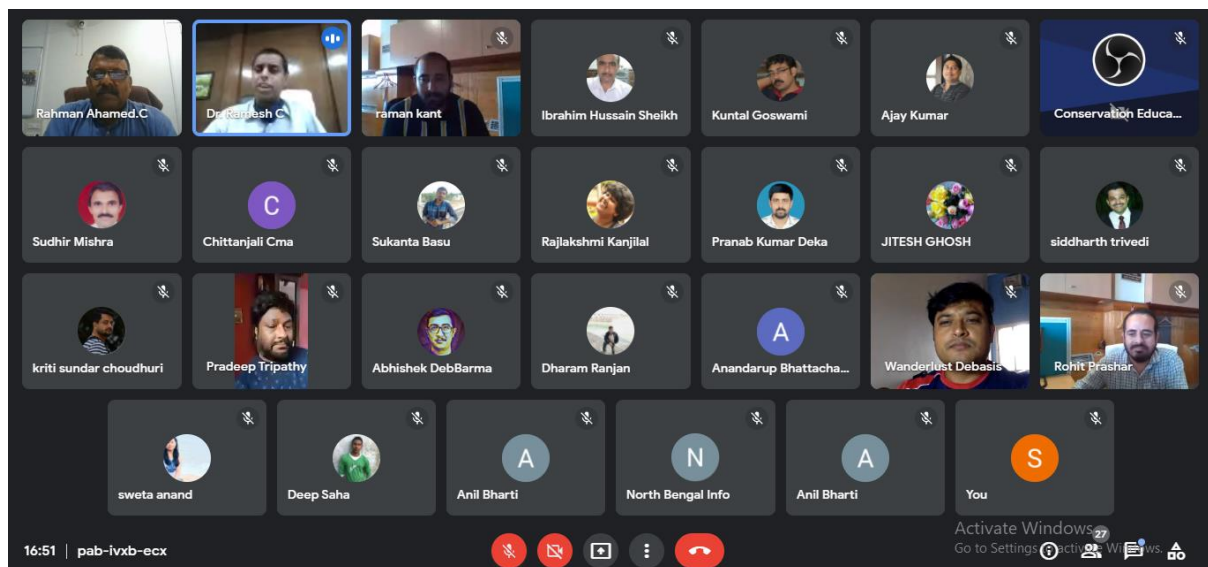 Rahman Ahamed.C
Dr. Ramesh C
raman kant
Ibrahim Hussain Sheikh
Kuntal Goswami
Ajay Kumar
Conservation Educa...
Sudhir Mishra
C
Chittanjali Cma
Sukanta Basu
Rajlakshmi Kanjilal
Pranab Kumar Deka
JITESH GHOSH
siddharth trivedi
kriti sundar choudhuri
Pradeep Tripathy
Abhishek DebBarma
Dharam Ranjan
A
Anandarup Bhattacha...
Wanderlust Debasis
Rohit Prashar
sweta anand
Deep Saha
A
Anil Bharti
N
North Bengal Info
A
Anil Bharti
S
You
Activate Windows
Go to Settings
16:51 | pab-ivxb-ecx
27